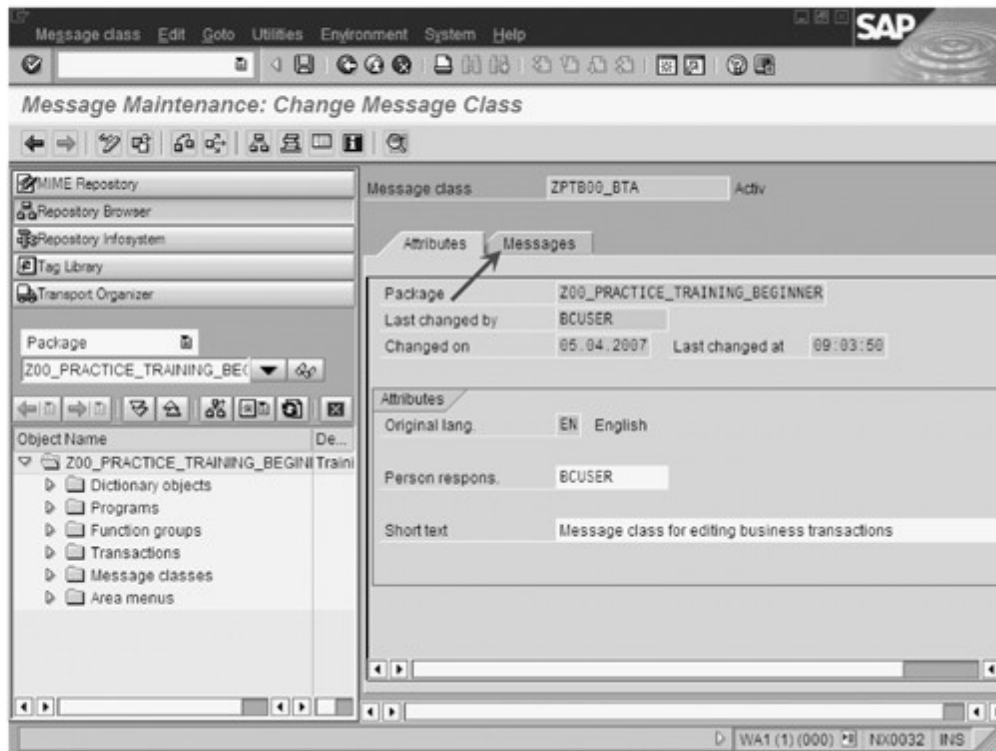 Message class Edit Goto Utilities Environment System Help
SAP
Message Maintenance: Change Message Class
MIME Repository
Repository Browser
Repository Infosystem
Tag Library
Transport Organizer
Package
Z00_PRACTICE_TRAINING_BEG
Object Name De...
Z00_PRACTICE_TRAINING_BEGINI Traini
Dictionary objects
Programs
Function groups
Transactions
Message classes
Area menus
Message class ZPTB00_BTA Activ
Attributes Messages
Package Z00_PRACTICE_TRAINING_BEGINNER
Last changed by BCUSER
Changed on 05.04.2007 Last changed at 09:03:50
Attributes
Original lang. EN English
Person respons. BCUSER
Short text Message class for editing business transactions
WA1 (1) (000) NX0032 INS